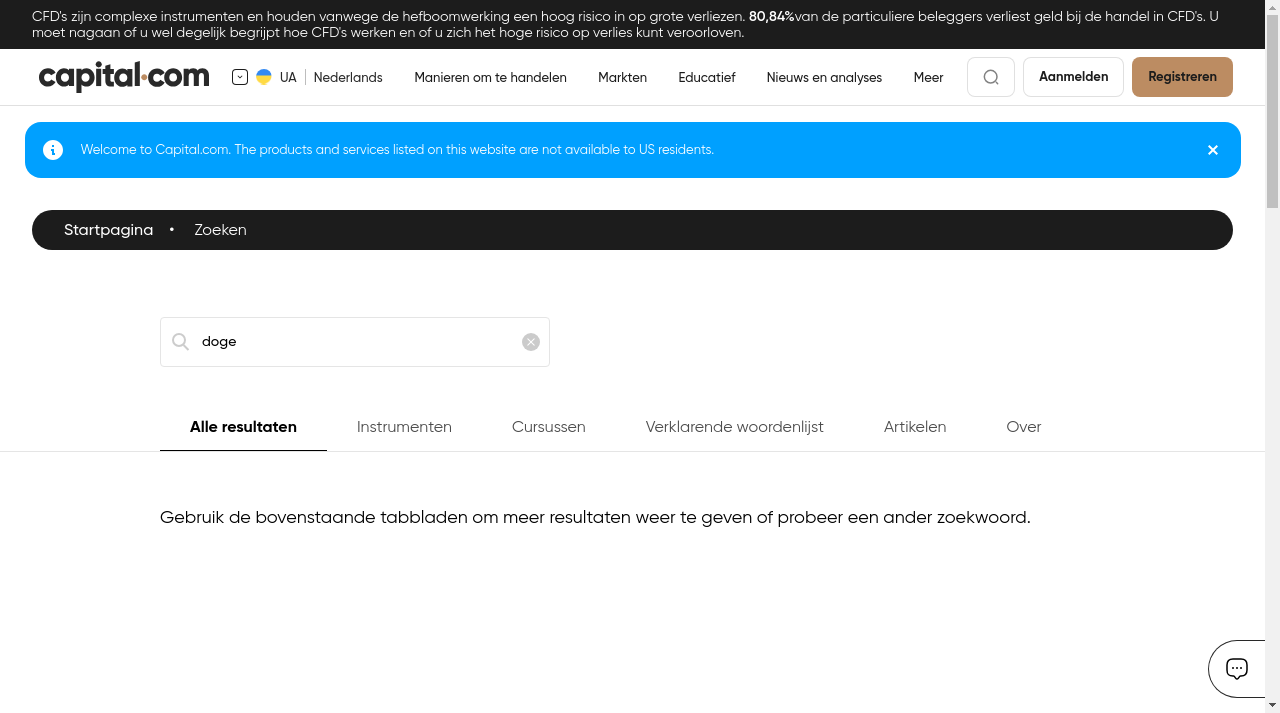 CFD's zijn complexe instrumenten en houden vanwege de hefboomwerking een hoog risico in op grote verliezen. 80,84%van de particuliere beleggers verliest geld bij de handel in CFD's. U
moet nagaan of u wel degelijk begrijpt hoe CFD's werken en of u zich het hoge risico op verlies kunt veroorloven.
capital.com UA Nederlands Manieren om te handelen Markten Educatief Nieuws en analyses Meer Aanmelden Registreren
Welcome to Capital.com. The products and services listed on this website are not available to US residents.
Startpagina • Zoeken
doge
Alle resultaten Instrumenten Cursussen Verklarende woordenlijst Artikelen Over
Gebruik de bovenstaande tabbladen om meer resultaten weer te geven of probeer een ander zoekwoord.